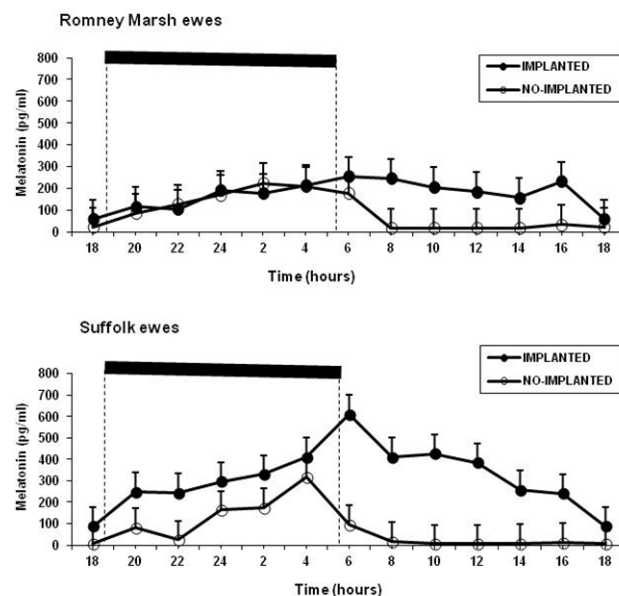 Romney Marsh ewes
800
700
600
500
400
300
200
100
0
Melatonin (pg/ml)
IMPLANTED
NO-IMPLANTED
18 20 22 24 2 4 6 8 10 12 14 16 18
Time (hours)
Suffolk ewes
800
700
600
500
400
300
200
100
0
Melatonin (pg/ml)
IMPLANTED
NO-IMPLANTED
18 20 22 24 2 4 6 8 10 12 14 16 18
Time (hours)